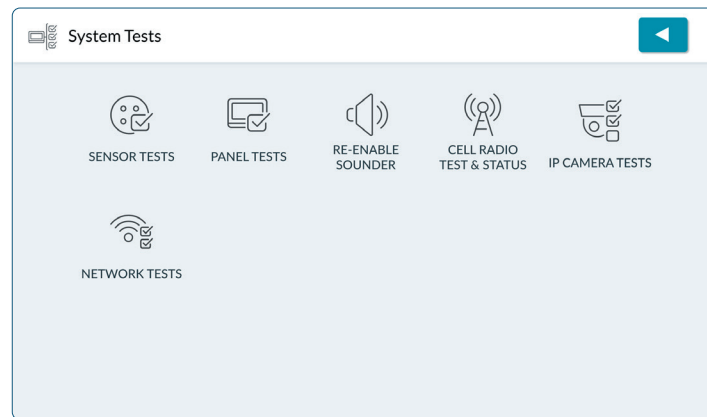 System Tests
SENSOR TESTS
PANEL TESTS
RE-ENABLE
SOUNDER
CELL RADIO
TEST & STATUS
IP CAMERA TESTS
NETWORK TESTS